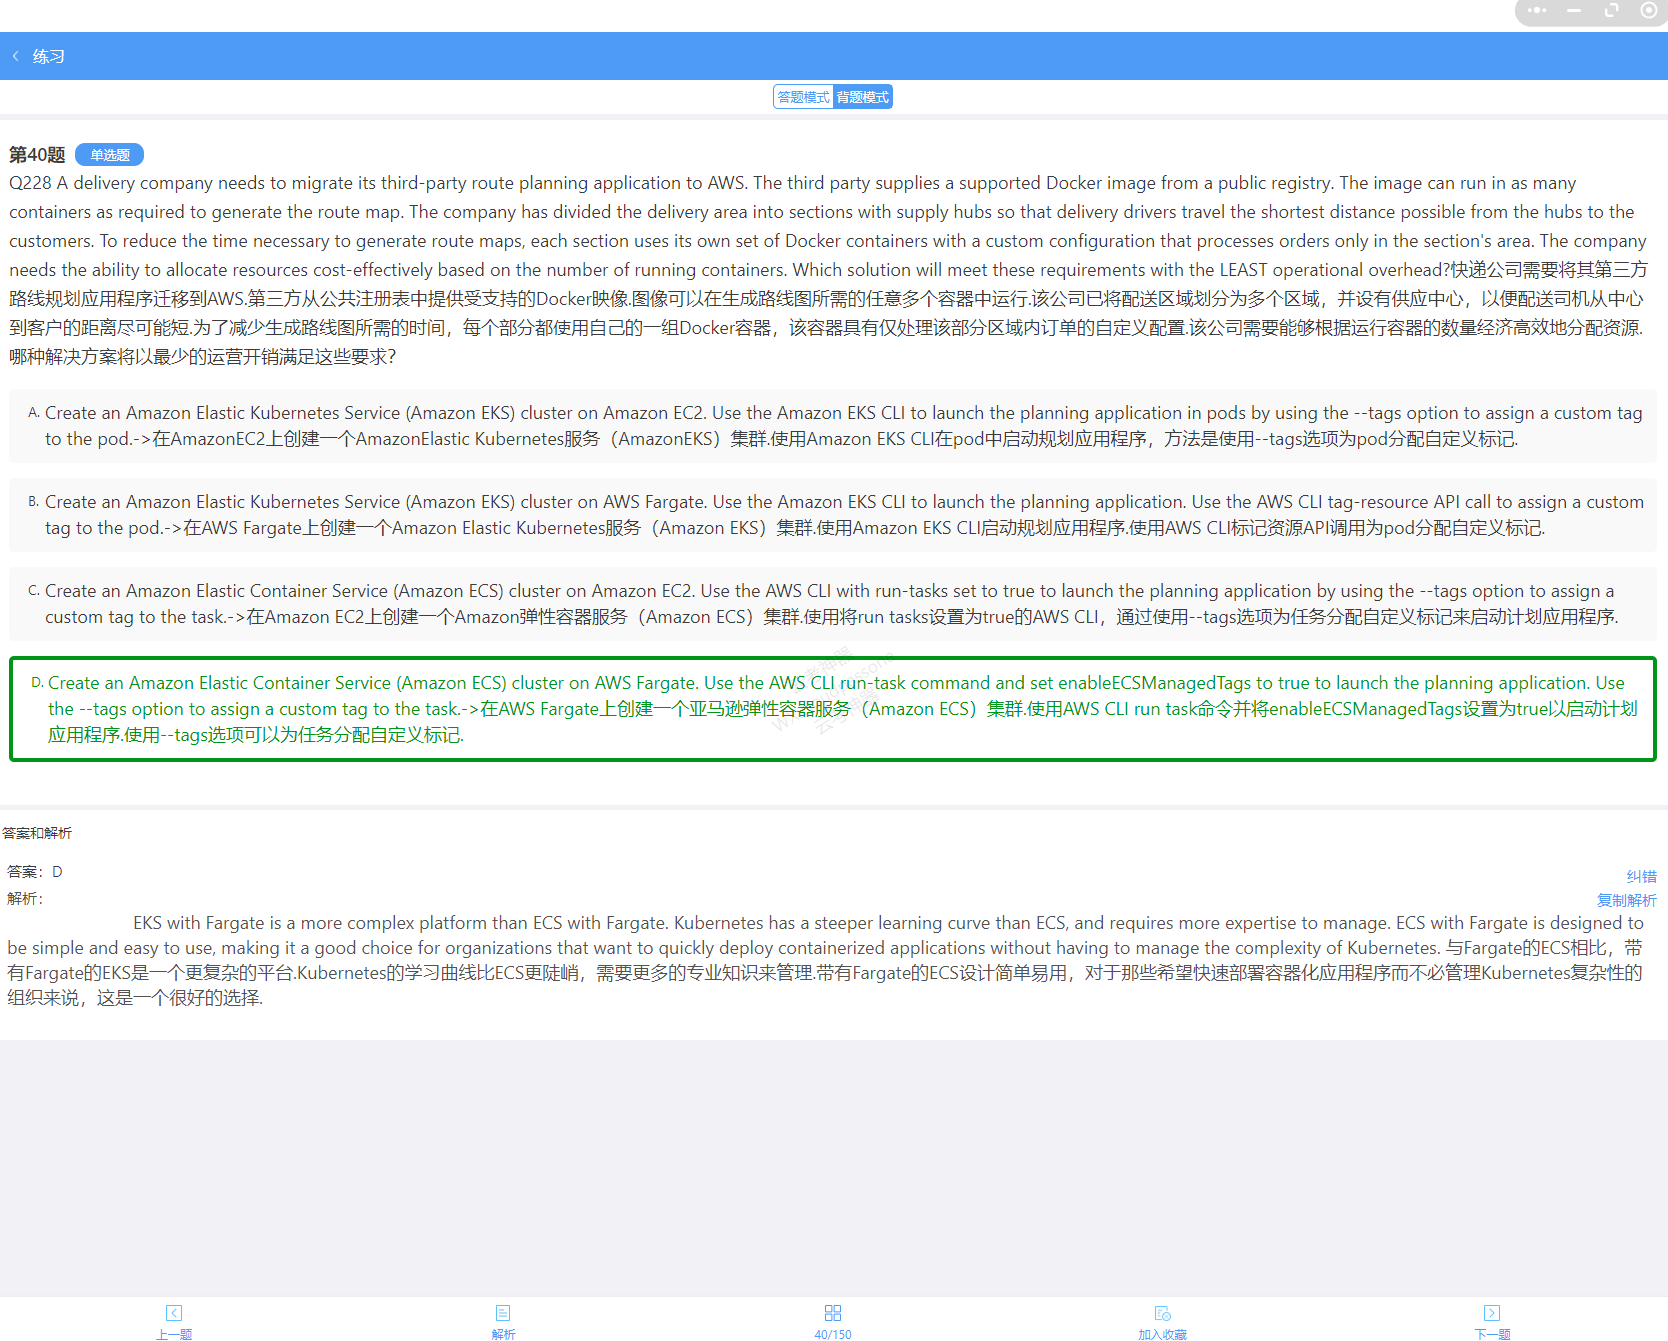 练习
答题模式 背题模式
第40题 单选题
Q228 A delivery company needs to migrate its third-party route planning application to AWS. The third party supplies a supported Docker image from a public registry. The image can run in as many
containers as required to generate the route map. The company has divided the delivery area into sections with supply hubs so that delivery drivers travel the shortest distance possible from the hubs to the
customers. To reduce the time necessary to generate route maps, each section uses its own set of Docker containers with a custom configuration that processes orders only in the section's area. The company
needs the ability to allocate resources cost-effectively based on the number of running containers. Which solution will meet these requirements with the LEAST operational overhead?快递公司需要将其第三方
路线规划应用程序迁移到AWS.第三方从公共注册表中提供受支持的Docker映像.图像可以在生成路线图所需的任意多个容器中运行.该公司已将配送区域划分为多个区域，并设有供应中心，以便配送司机从中心
到客户的距离尽可能短.为了减少生成路线图所需的时间，每个部分都使用自己的一组Docker容器，该容器具有仅处理该部分区域内订单的自定义配置.该公司需要能够根据运行容器的数量经济高效地分配资源.
哪种解决方案将以最少的运营开销满足这些要求？
A. Create an Amazon Elastic Kubernetes Service (Amazon EKS) cluster on Amazon EC2. Use the Amazon EKS CLI to launch the planning application in pods by using the --tags option to assign a custom tag
to the pod.->在AmazonEC2上创建一个AmazonElastic Kubernetes服务（AmazonEKS）集群.使用Amazon EKS CLI在pod中启动规划应用程序，方法是使用--tags选项为pod分配自定义标记.
B. Create an Amazon Elastic Kubernetes Service (Amazon EKS) cluster on AWS Fargate. Use the Amazon EKS CLI to launch the planning application. Use the AWS CLI tag-resource API call to assign a custom
tag to the pod.->在AWS Fargate上创建一个Amazon Elastic Kubernetes服务（Amazon EKS）集群.使用Amazon EKS CLI启动规划应用程序.使用AWS CLI标记资源API调用为pod分配自定义标记.
C. Create an Amazon Elastic Container Service (Amazon ECS) cluster on Amazon EC2. Use the AWS CLI with run-tasks set to true to launch the planning application by using the --tags option to assign a
custom tag to the task.->在Amazon EC2上创建一个Amazon弹性容器服务（Amazon ECS）集群.使用将run tasks设置为true的AWS CLI，通过使用--tags选项为任务分配自定义标记来启动计划应用程序.
D. Create an Amazon Elastic Container Service (Amazon ECS) cluster on AWS Fargate. Use the AWS CLI run-task command and set enableECSManagedTags to true to launch the planning application. Use
the --tags option to assign a custom tag to the task.->在AWS Fargate上创建一个亚马逊弹性容器服务（Amazon ECS）集群.使用AWS CLI run task命令并将enableECSManagedTags设置为true以启动计划
应用程序.使用--tags选项可以为任务分配自定义标记.
答案和解析
答案：D
纠错
解析：
复制解析
EKS with Fargate is a more complex platform than ECS with Fargate. Kubernetes has a steeper learning curve than ECS, and requires more expertise to manage. ECS with Fargate is designed to
be simple and easy to use, making it a good choice for organizations that want to quickly deploy containerized applications without having to manage the complexity of Kubernetes. 与Fargate的ECS相比，带
有Fargate的EKS是一个更复杂的平台.Kubernetes的学习曲线比ECS更陡峭，需要更多的专业知识来管理.带有Fargate的ECS设计简单易用，对于那些希望快速部署容器化应用程序而不必管理Kubernetes复杂性的
组织来说，这是一个很好的选择.
上一题 解析 40/150 加入收藏 下一题